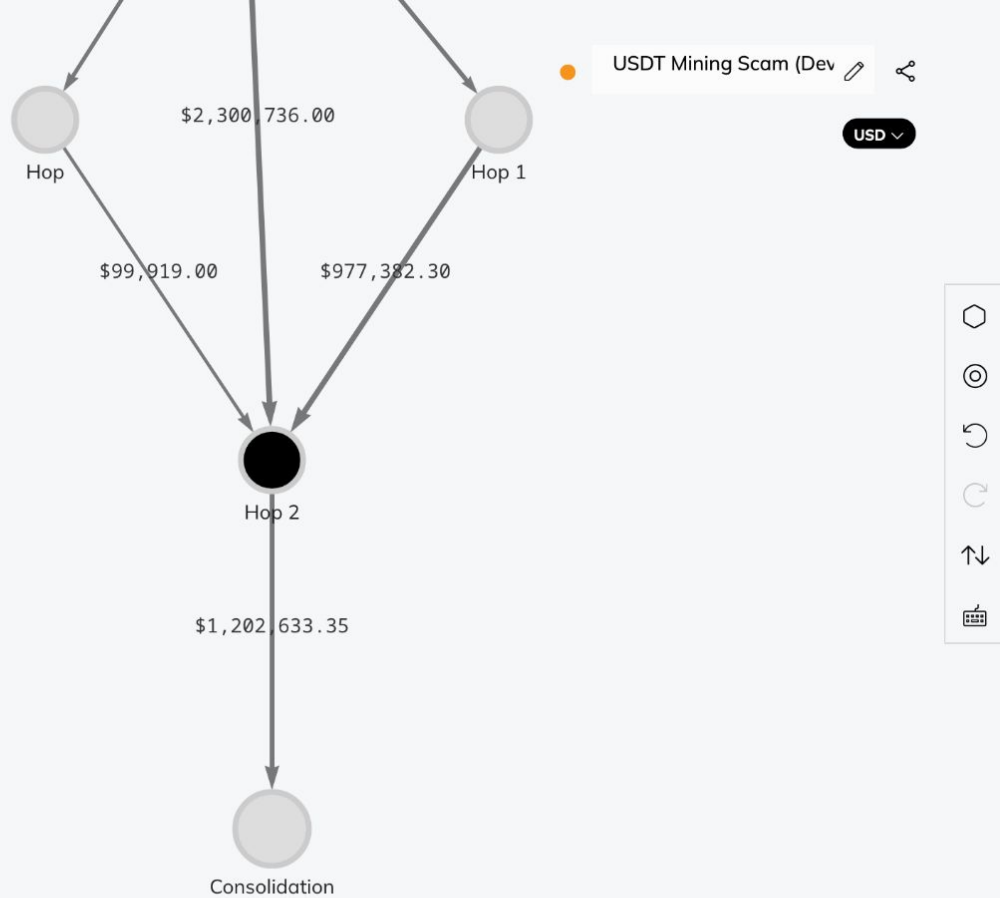 USDT Mining Scam (Dev
$2,300,736.00
USD
Hop
Hop 1
$99,919.00
$977,382.30
Hop 2
$1,202,633.35
Consolidation